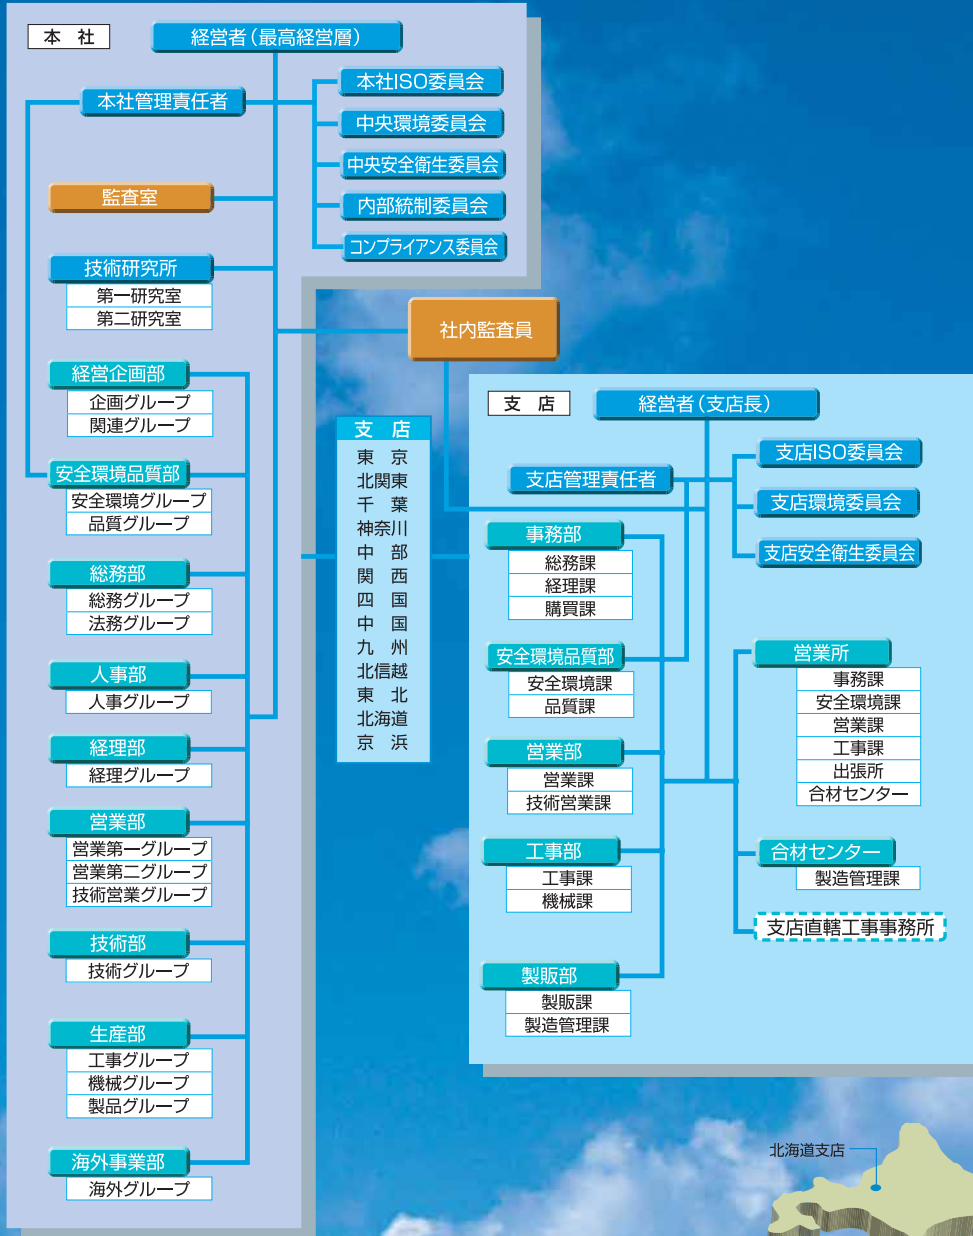 本 社
経営者（最高経営層）
本社管理責任者
本社ISO委員会
中央環境委員会
中央安全衛生委員会
内部統制委員会
コンプライアンス委員会
監査室
技術研究所
第一研究室
第二研究室
社内監査員
経営企画部
企画グループ
関連グループ
安全環境品質部
安全環境グループ
品質グループ
総務部
総務グループ
法務グループ
人事部
人事グループ
経理部
経理グループ
営業部
営業第一グループ
営業第二グループ
技術営業グループ
技術部
技術グループ
生産部
工事グループ
機械グループ
製品グループ
海外事業部
海外グループ
支 店
東 京
北関東
千 葉
神奈川
中 部
関 西
四 国
中 国
九 州
北信越
東 北
北海道
京 浜
支 店
経営者（支店長）
支店管理責任者
支店ISO委員会
支店環境委員会
支店安全衛生委員会
事務部
総務課
経理課
購買課
安全環境品質部
安全環境課
品質課
営業部
営業課
技術営業課
工事部
工事課
機械課
製販部
製販課
製造管理課
営業所
事務課
安全環境課
営業課
工事課
出張所
合材センター
合材センター
製造管理課
支店直轄工事事務所
北海道支店